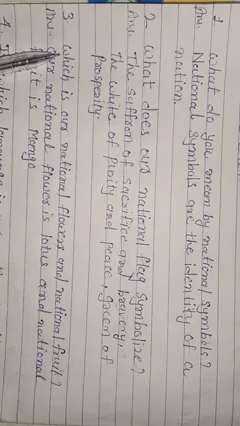 1 What do you mean by national symbols?
Ans. National Symbols are the identity of a
nation.
2 What does our national flag symbolize?
Ans. The saffron of sacrifice and bravery,
the white of purity and peace, green of
prosperity.
3. Which is our national flower and national fruit?
Ans. Our national flower is lotus and national
fruit is Mango
4. Which language is